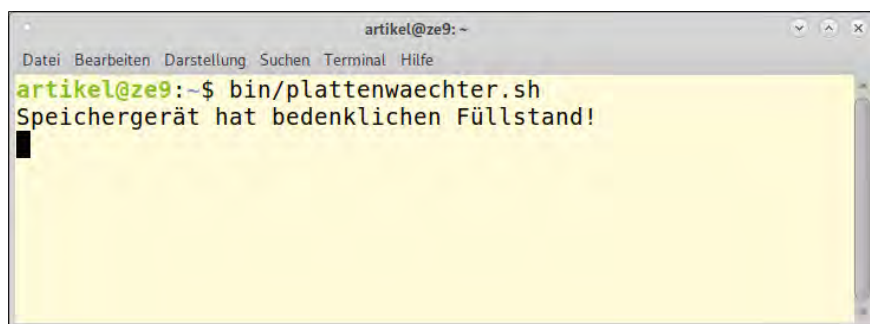 artikel@ze9: ~
Datei Bearbeiten Darstellung Suchen Terminal Hilfe
artikel@ze9:~$ bin/plattenwaechter.sh
Speichergerät hat bedenklichen Füllstand!